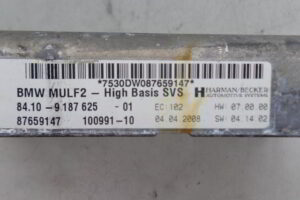 *7530DW087659147*
BMW MULF2 - High Basis SVS HARMAN/BECKER
AUTOMOTIVE SYSTEMS
84.10 - 9 187 625 - 01 EC: 102 HW: 07.00.00
87659147 100991-10 04.04.2008 SW: 04.14.02